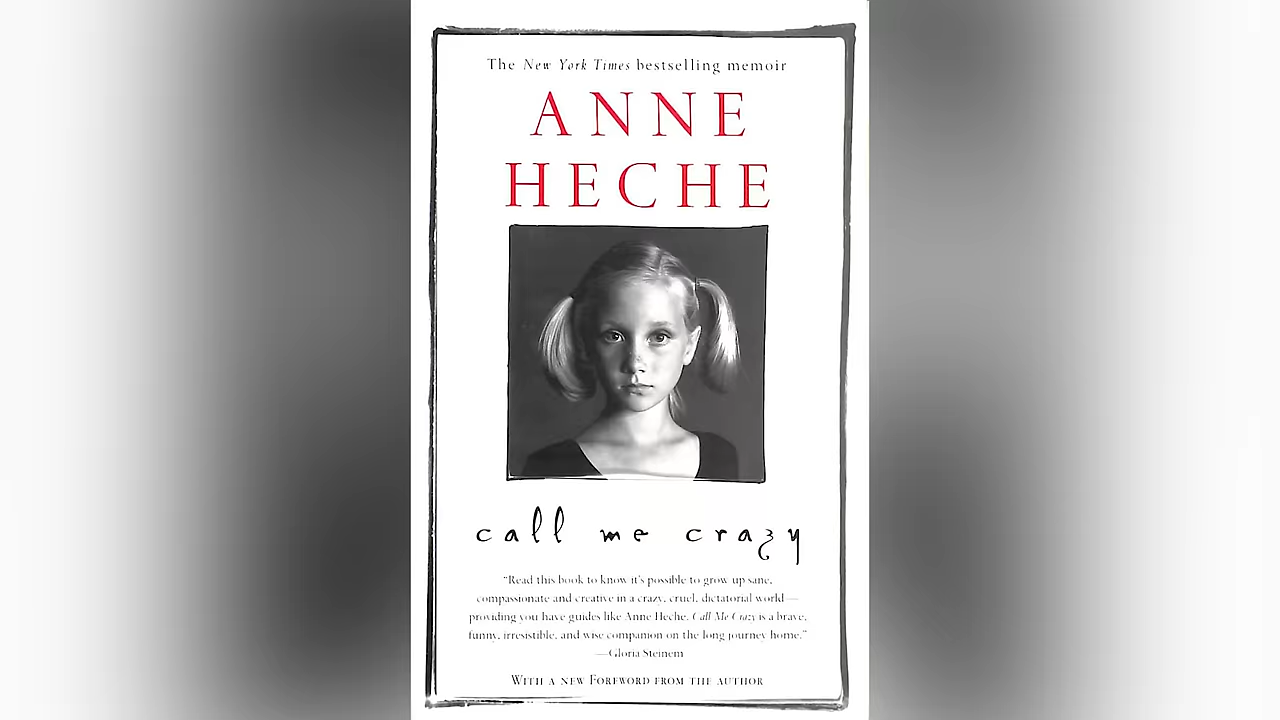 The New York Times bestselling memoir
ANNE
HECHE
call me crazy
"Read this book to know it's possible to grow up sane,
compassionate and creative in a crazy, cruel, dictatorial world—
providing you have guides like Anne Heche. Call Me Crazy is a brave,
funny, irresistible, and wise companion on the long journey home."
—Gloria Steinem
WITH A NEW FOREWORD FROM THE AUTHOR